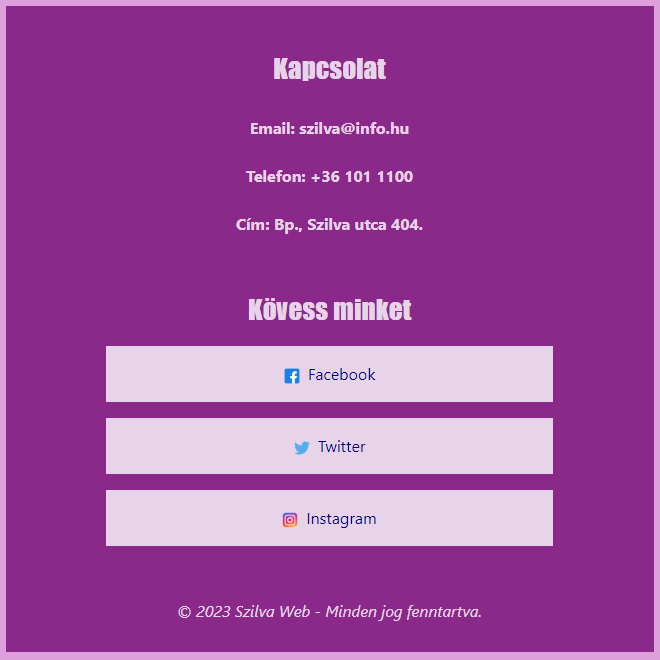 Kapcsolat
Email: szilva@info.hu
Telefon: +36 101 1100
Cím: Bp., Szilva utca 404.
Kövess minket
Facebook
Twitter
Instagram
© 2023 Szilva Web - Minden jog fenntartva.